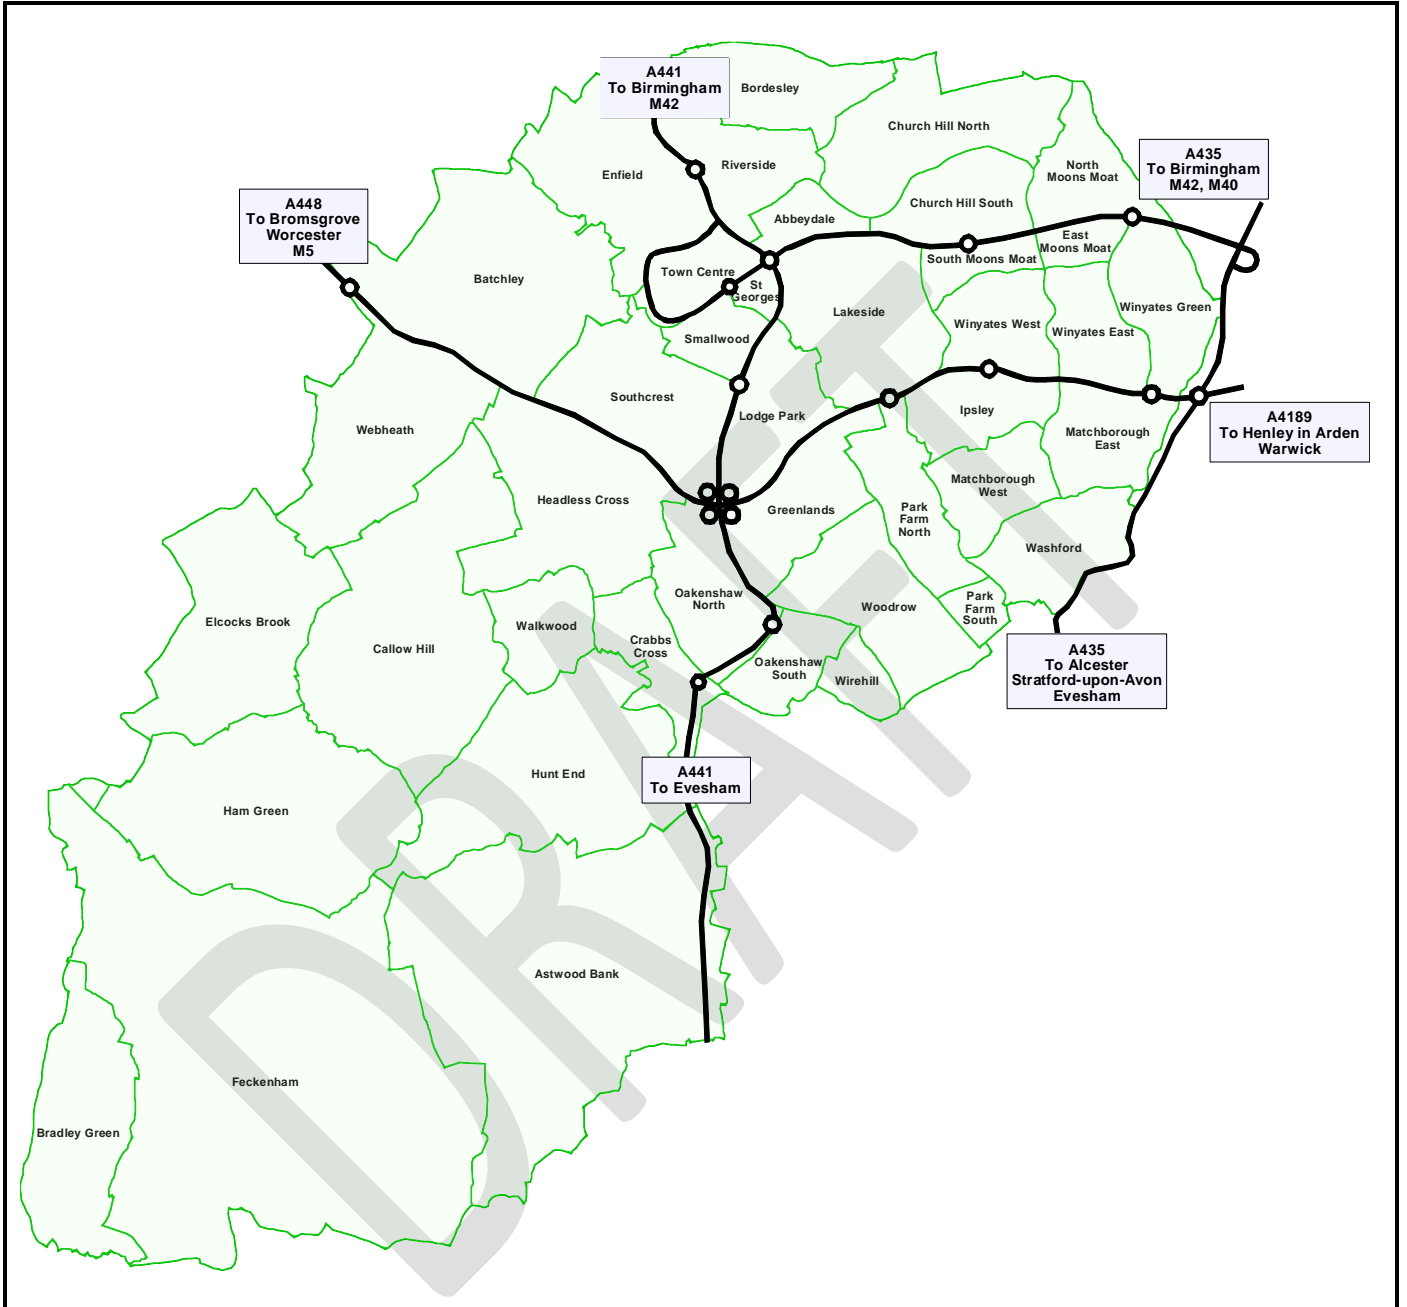 A441
To Birmingham
M42
Bordesley
Church Hill North
A435
To Birmingham
M42, M40
North
Moons Moat
Riverside
Enfield
A448
To Bromsgrove
Worcester
M5
Church Hill South
Abbeydale
East
Moons Moat
South Moons Moat
Town Centre
St
Georges
Batchley
Winyates Green
Lakeside
Winyates West
Winyates East
Smallwood
Southcrest
Lodge Park
Ipsley
A4189
To Henley in Arden
Warwick
Webheath
Matchborough
East
Matchborough
West
Headless Cross
Greenlands
Park
Farm
North
Washford
Oakenshaw
North
Woodrow
Park
Farm
South
Elcocks Brook
Walkwood
Callow Hill
Crabbs
Cross
Oakenshaw
South
Wirehill
A435
To Alcester
Stratford-upon-Avon
Evesham
Hunt End
A441
To Evesham
Ham Green
Astwood Bank
Feckenham
Bradley Green
DRAFT